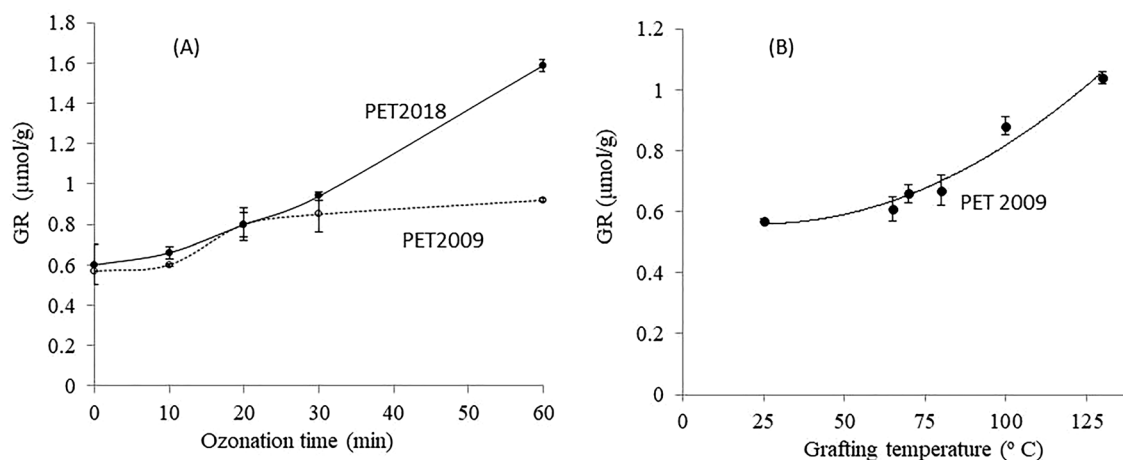 (A)
1.8
1.6
1.4
1.2
1
0.8
0.6
0.4
0.2
0
GR (µmol/g)
PET2018
PET2009
0 10 20 30 40 50 60
Ozonation time (min)
(B)
1.2
1
0.8
0.6
0.4
0.2
0
GR (µmol/g)
PET 2009
0 25 50 75 100 125
Grafting temperature (º C)